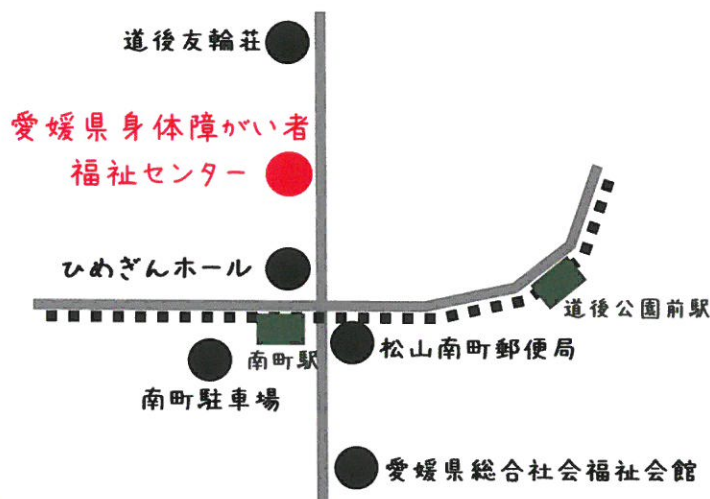 道後友輪荘
愛媛県身体障がい者
福祉センター
ひめぎんホール
道後公園前駅
南町駅
松山南町郵便局
南町駐車場
愛媛県総合社会福祉会館